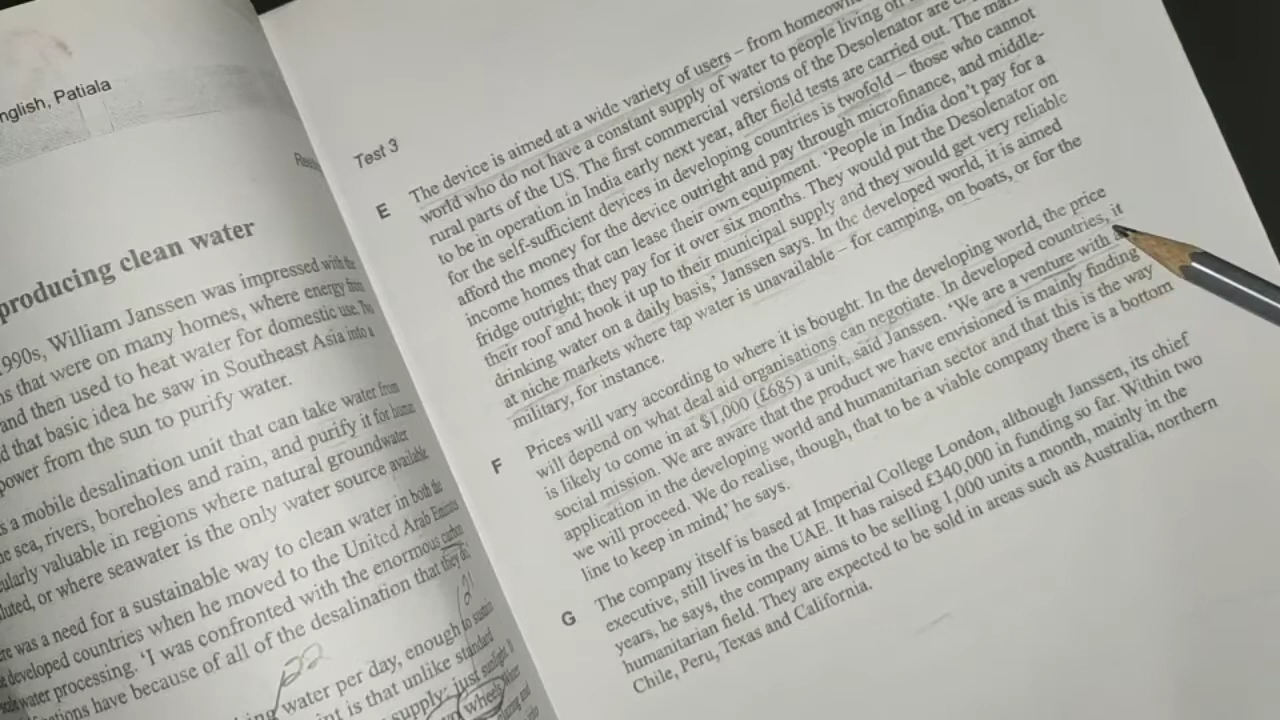 nglish, Patiala
producing clean water
1990s, William Janssen was impressed with the
that were on many homes, where energy from
and then used to heat water for domestic use.
that basic idea he saw in Southeast Asia into a
power from the sun to purify water.
a mobile desalination unit that can take water from
sea, rivers, boreholes and rain, and purify it for human
valuable in regions where natural groundwater
or where seawater is the only water source available
was a need for a sustainable way to clean water in both the
developed countries when he moved to the United Arab Emirates
water processing. 'I was confronted with the enormous carbon
have because of all of the desalination that they do.
21
22
water per day, enough to sustain
is that unlike standard
supply: just sunlight.
wheels
Test 3
E
The device is aimed at a wide variety of users – from homeowners
world who do not have a constant supply of water to people living off
rural parts of the US. The first commercial versions of the Desolenator are
to be in operation in India early next year, after field tests are carried out. The
for the self-sufficient devices in developing countries is twofold – those who cannot
afford the money for the device outright and pay through microfinance, and middle-
income homes that can lease their own equipment. 'People in India don't pay for a
fridge outright; they pay for it over six months. They would put the Desolenator on
their roof and hook it up to their municipal supply and they would get very reliable
drinking water on a daily basis,' Janssen says. In the developed world, it is aimed
at niche markets where tap water is unavailable – for camping, on boats, or for the
military, for instance.
F
Prices will vary according to where it is bought. In the developing world, the price
will depend on what deal aid organisations can negotiate. In developed countries, it
is likely to come in at $1,000 (£685) a unit, said Janssen. 'We are a venture with a
social mission. We are aware that the product we have envisioned is mainly finding
application in the developing world and humanitarian sector and that this is the way
we will proceed. We do realise, though, that to be a viable company there is a bottom
line to keep in mind,' he says.
G
The company itself is based at Imperial College London, although Janssen, its chief
executive, still lives in the UAE. It has raised £340,000 in funding so far. Within two
years, he says, the company aims to be selling 1,000 units a month, mainly in the
humanitarian field. They are expected to be sold in areas such as Australia, northern
Chile, Peru, Texas and California.